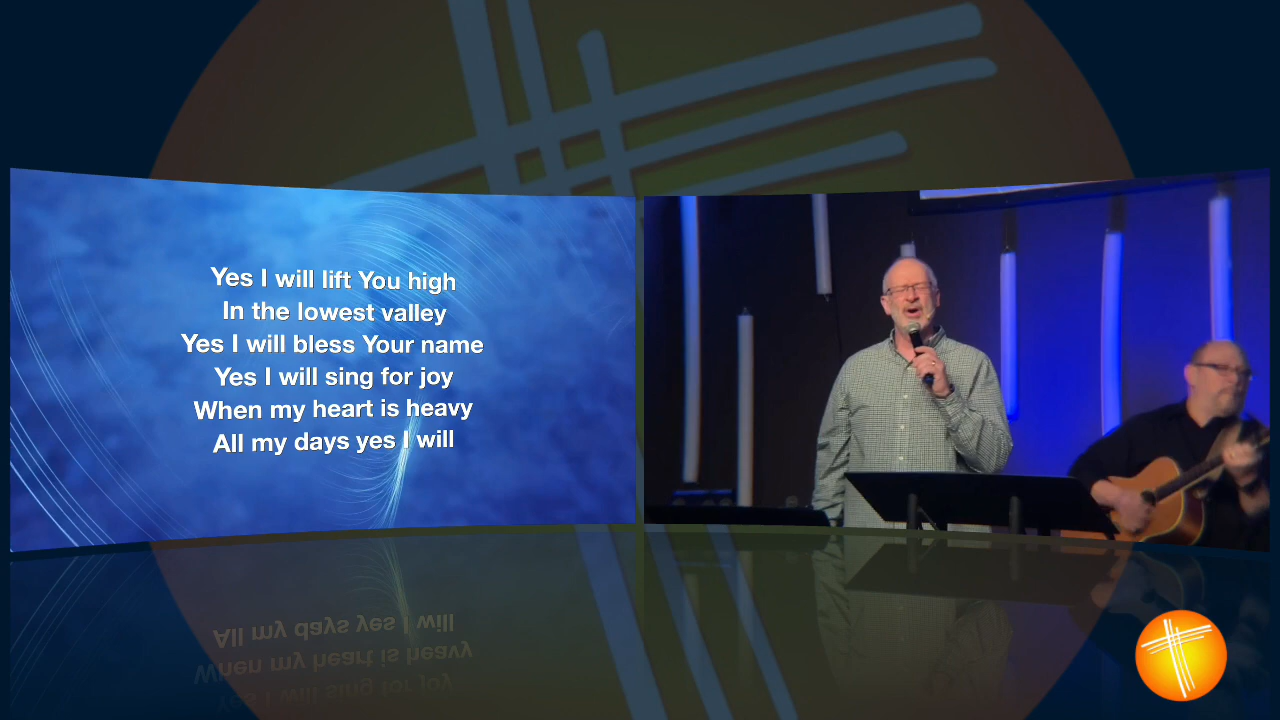 Yes I will lift You high
In the lowest valley
Yes I will bless Your name
Yes I will sing for joy
When my heart is heavy
All my days yes I will